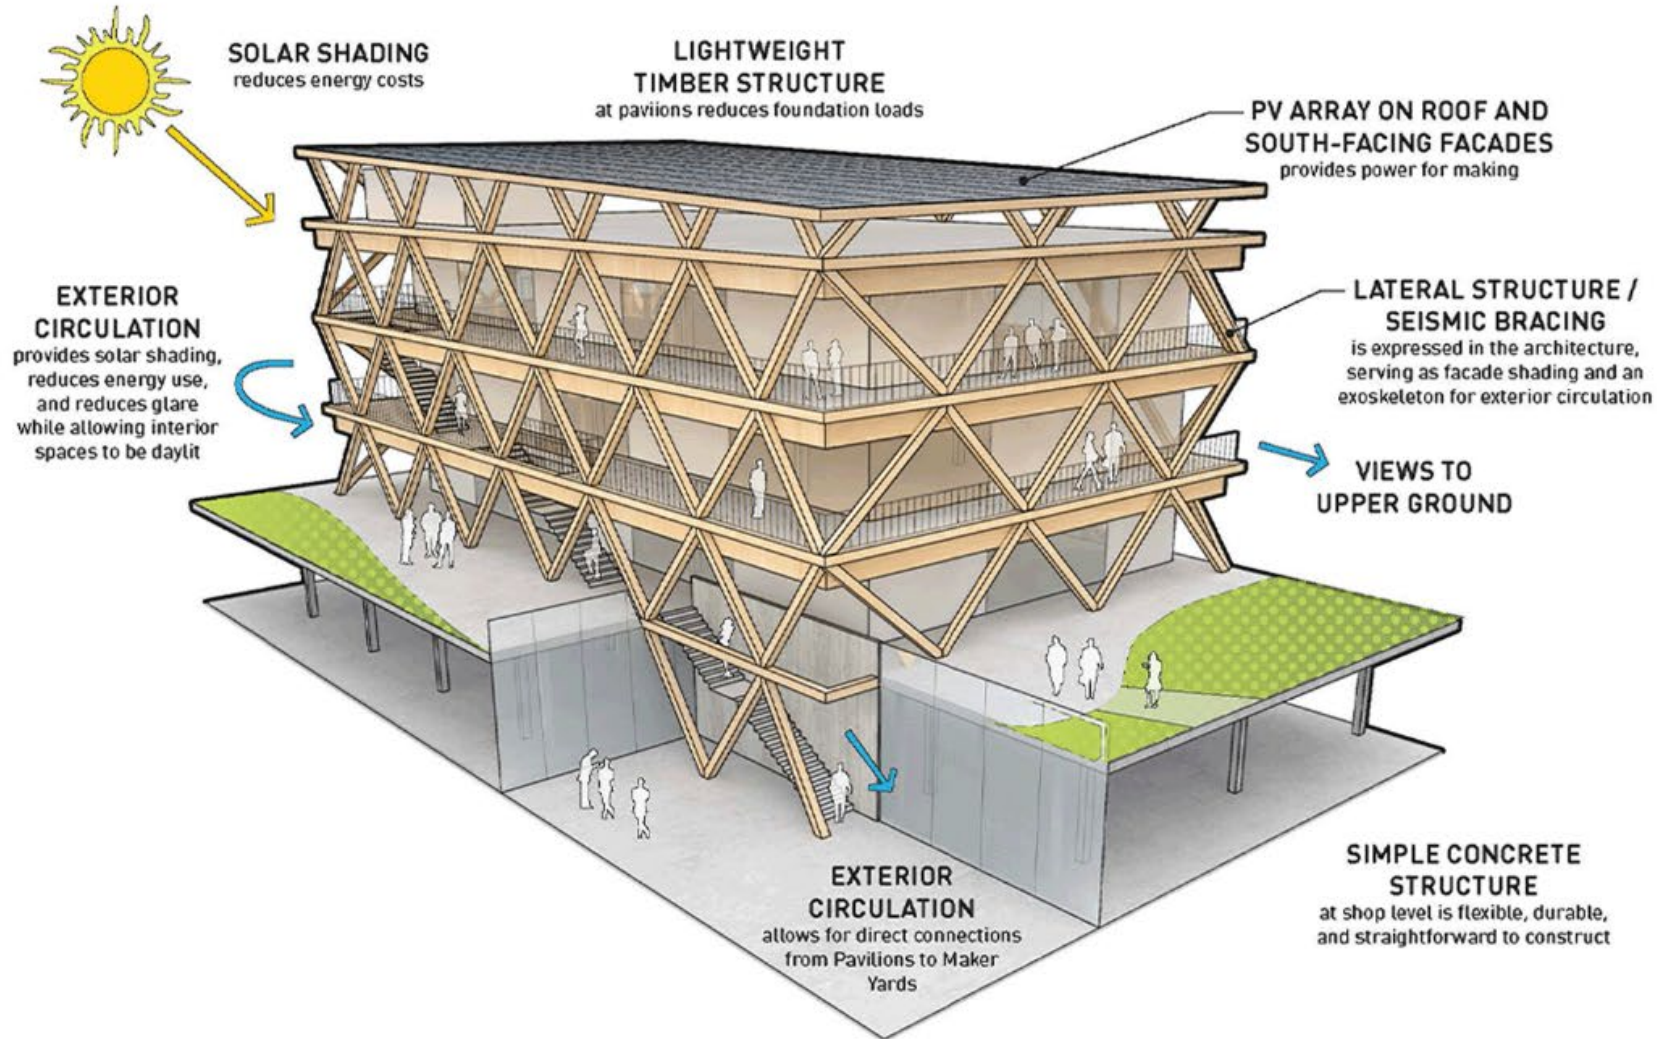 SOLAR SHADING
reduces energy costs
LIGHTWEIGHT
TIMBER STRUCTURE
at paviions reduces foundation loads
PV ARRAY ON ROOF AND
SOUTH-FACING FACADES
provides power for making
EXTERIOR
CIRCULATION
provides solar shading,
reduces energy use,
and reduces glare
while allowing interior
spaces to be daylit
LATERAL STRUCTURE /
SEISMIC BRACING
is expressed in the architecture,
serving as facade shading and an
exoskeleton for exterior circulation
VIEWS TO
UPPER GROUND
EXTERIOR
CIRCULATION
allows for direct connections
from Pavilions to Maker
Yards
SIMPLE CONCRETE
STRUCTURE
at shop level is flexible, durable,
and straightforward to construct